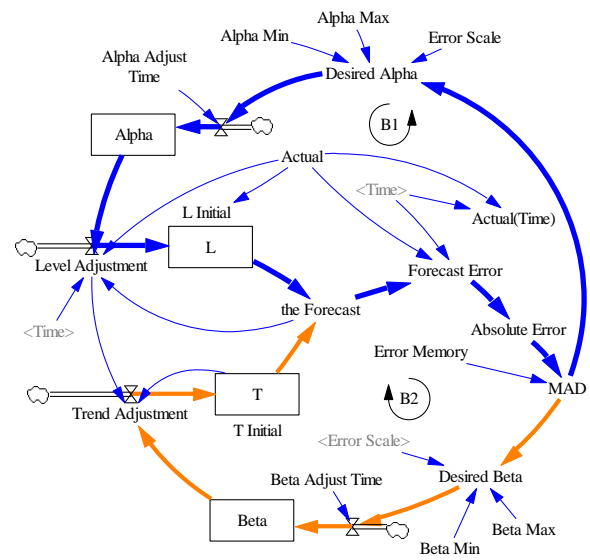 Alpha Max
Alpha Min
Error Scale
Alpha Adjust
Time
Desired Alpha
Alpha
B1
Actual
<Time>
L Initial
Actual(Time)
L
Level Adjustment
Forecast Error
the Forecast
<Time>
Absolute Error
Error Memory
MAD
T
Trend Adjustment
B2
T Initial
<Error Scale>
Beta Adjust Time
Desired Beta
Beta
Beta Max
Beta Min